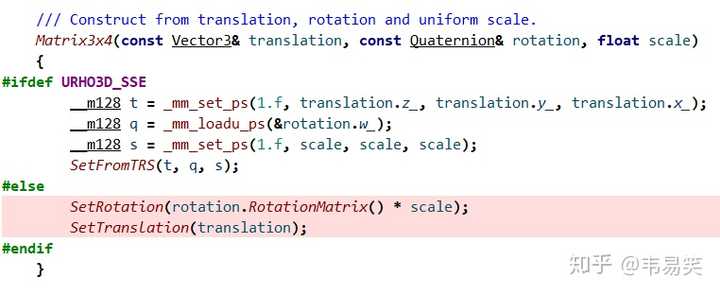 /// Construct from translation, rotation and uniform scale.
Matrix3x4(const Vector3& translation, const Quaternion& rotation, float scale)
{
#ifdef URHO3D_SSE
__m128 t = _mm_set_ps(1.f, translation.z_, translation.y_, translation.x_);
__m128 q = _mm_loadu_ps(&rotation.w_);
__m128 s = _mm_set_ps(1.f, scale, scale, scale);
SetFromTRS(t, q, s);
#else
SetRotation(rotation.RotationMatrix() * scale);
SetTranslation(translation);
#endif
}
知乎 @韦易笑